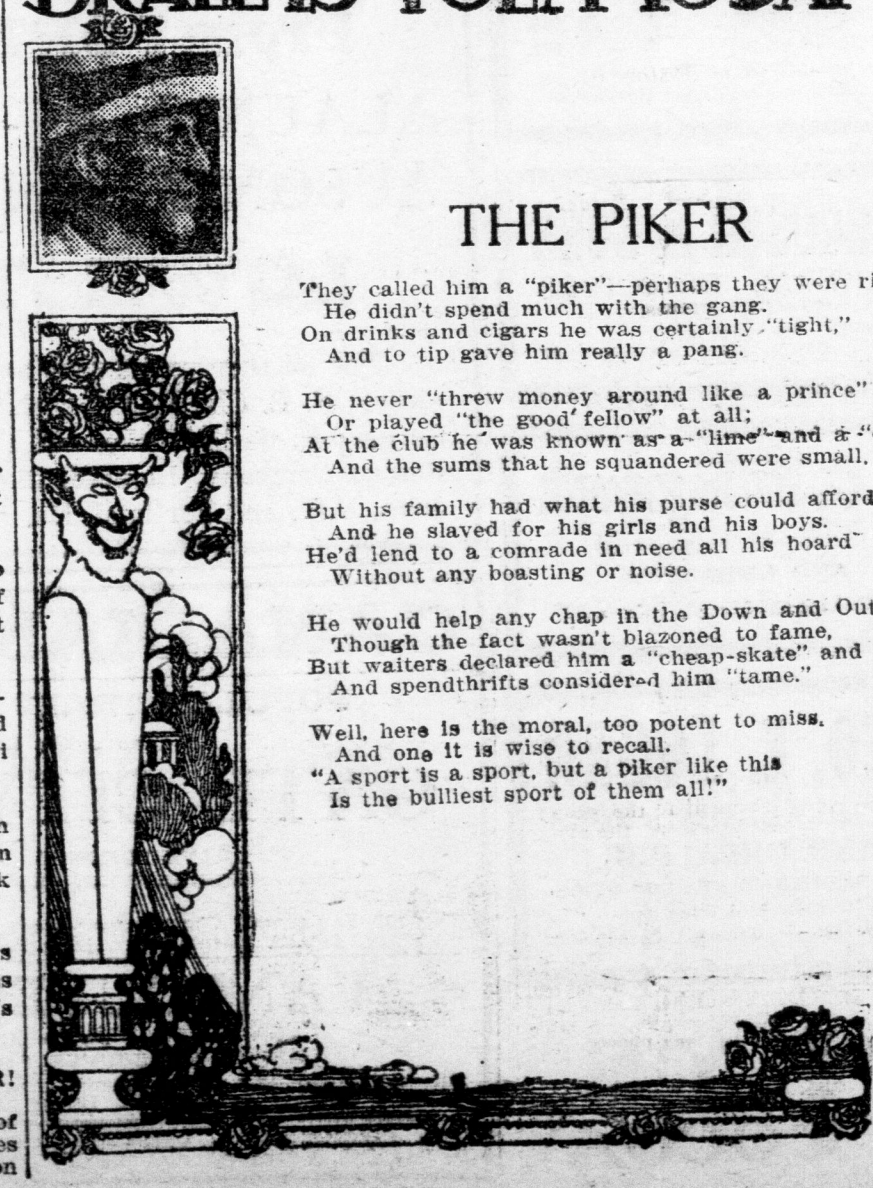 THE PIKER
They called him a "piker"—perhaps they were ri
He didn't spend much with the gang.
On drinks and cigars he was certainly "tight,"
And to tip gave him really a pang.
He never "threw money around like a prince"
Or played "the good fellow" at all;
At the club he was known as a "lime" and a "
And the sums that he squandered were small.
But his family had what his purse could afford
And he slaved for his girls and his boys.
He'd lend to a comrade in need all his hoard
Without any boasting or noise.
He would help any chap in the Down and Out
Though the fact wasn't blazoned to fame,
But waiters declared him a "cheap-skate" and
And spendthrifts considered him "tame."
Well, here is the moral, too potent to miss.
And one it is wise to recall.
"A sport is a sport, but a piker like this
Is the bulliest sport of them all!"